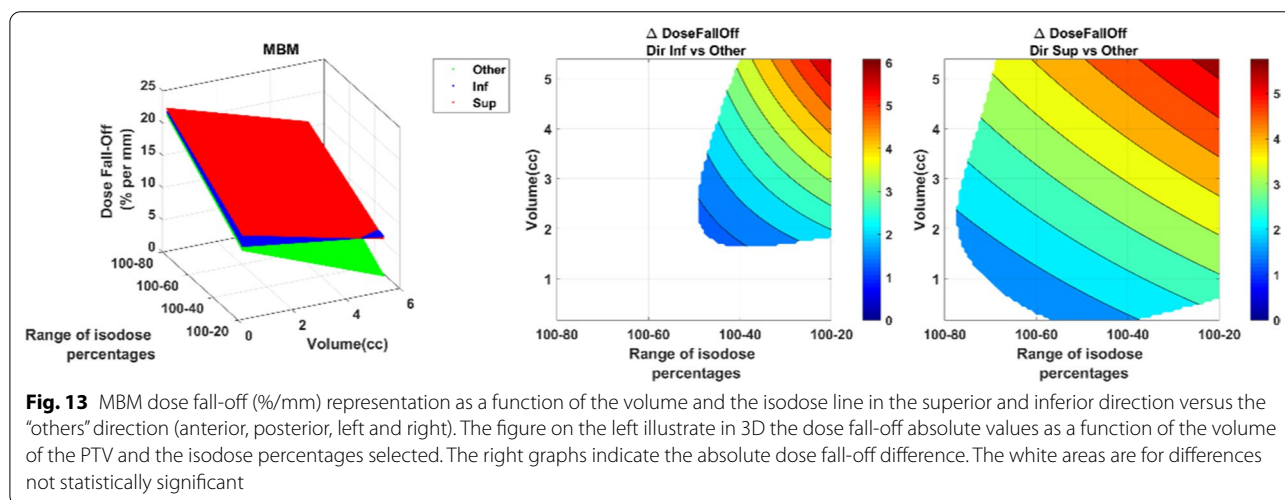 MBM
Dose Fall-Off
(% per mm)
25
20
15
10
5
0
100-80
100-60
100-40
100-20
0
2
4
6
Range of isodose
percentages
Volume(cc)
Other
Inf
Sup
Δ DoseFallOff
Dir Inf vs Other
Volume(cc)
5
4
3
2
1
100-80
100-60
100-40
100-20
Range of isodose
percentages
6
5
4
3
2
1
0
Δ DoseFallOff
Dir Sup vs Other
Volume(cc)
5
4
3
2
1
100-80
100-60
100-40
100-20
Range of isodose
percentages
5
4
3
2
1
0
Fig. 13 MBM dose fall-off (%/mm) representation as a function of the volume and the isodose line in the superior and inferior direction versus the
“others” direction (anterior, posterior, left and right). The figure on the left illustrate in 3D the dose fall-off absolute values as a function of the volume
of the PTV and the isodose percentages selected. The right graphs indicate the absolute dose fall-off difference. The white areas are for differences
not statistically significant